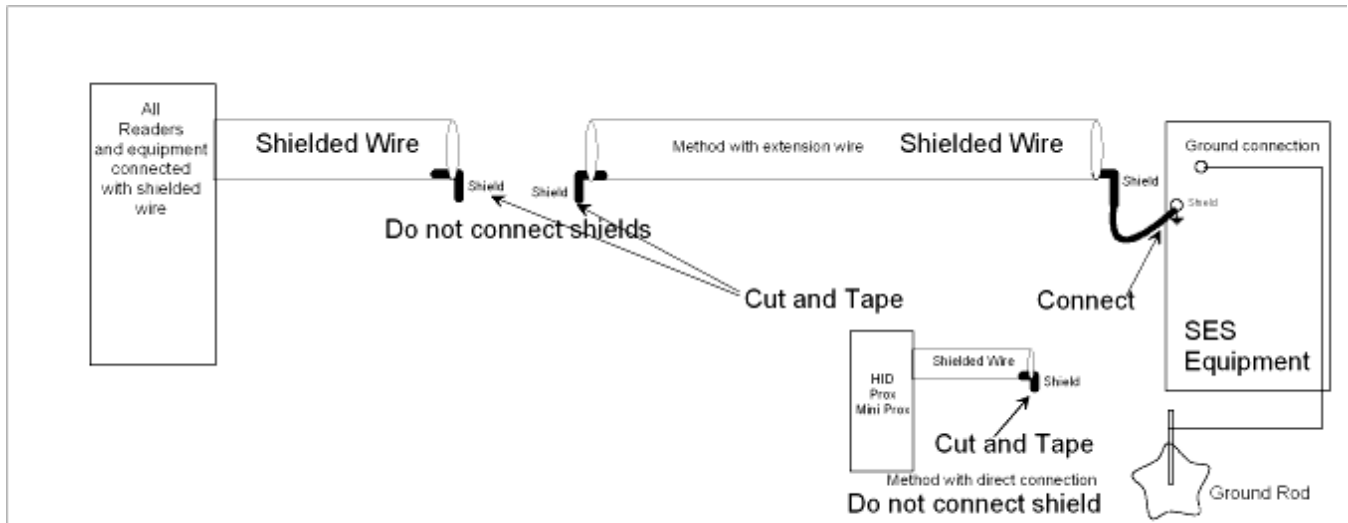 All
Readers
and equipment
connected
with shielded
wire
Shielded Wire
Shield
Do not connect shields
Method with extension wire
Shielded Wire
Shield
Shield
Cut and Tape
Connect
Ground connection
Shield
SES
Equipment
HID
Prox
Mini Prox
Shielded Wire
Shield
Cut and Tape
Method with direct connection
Do not connect shield
Ground Rod